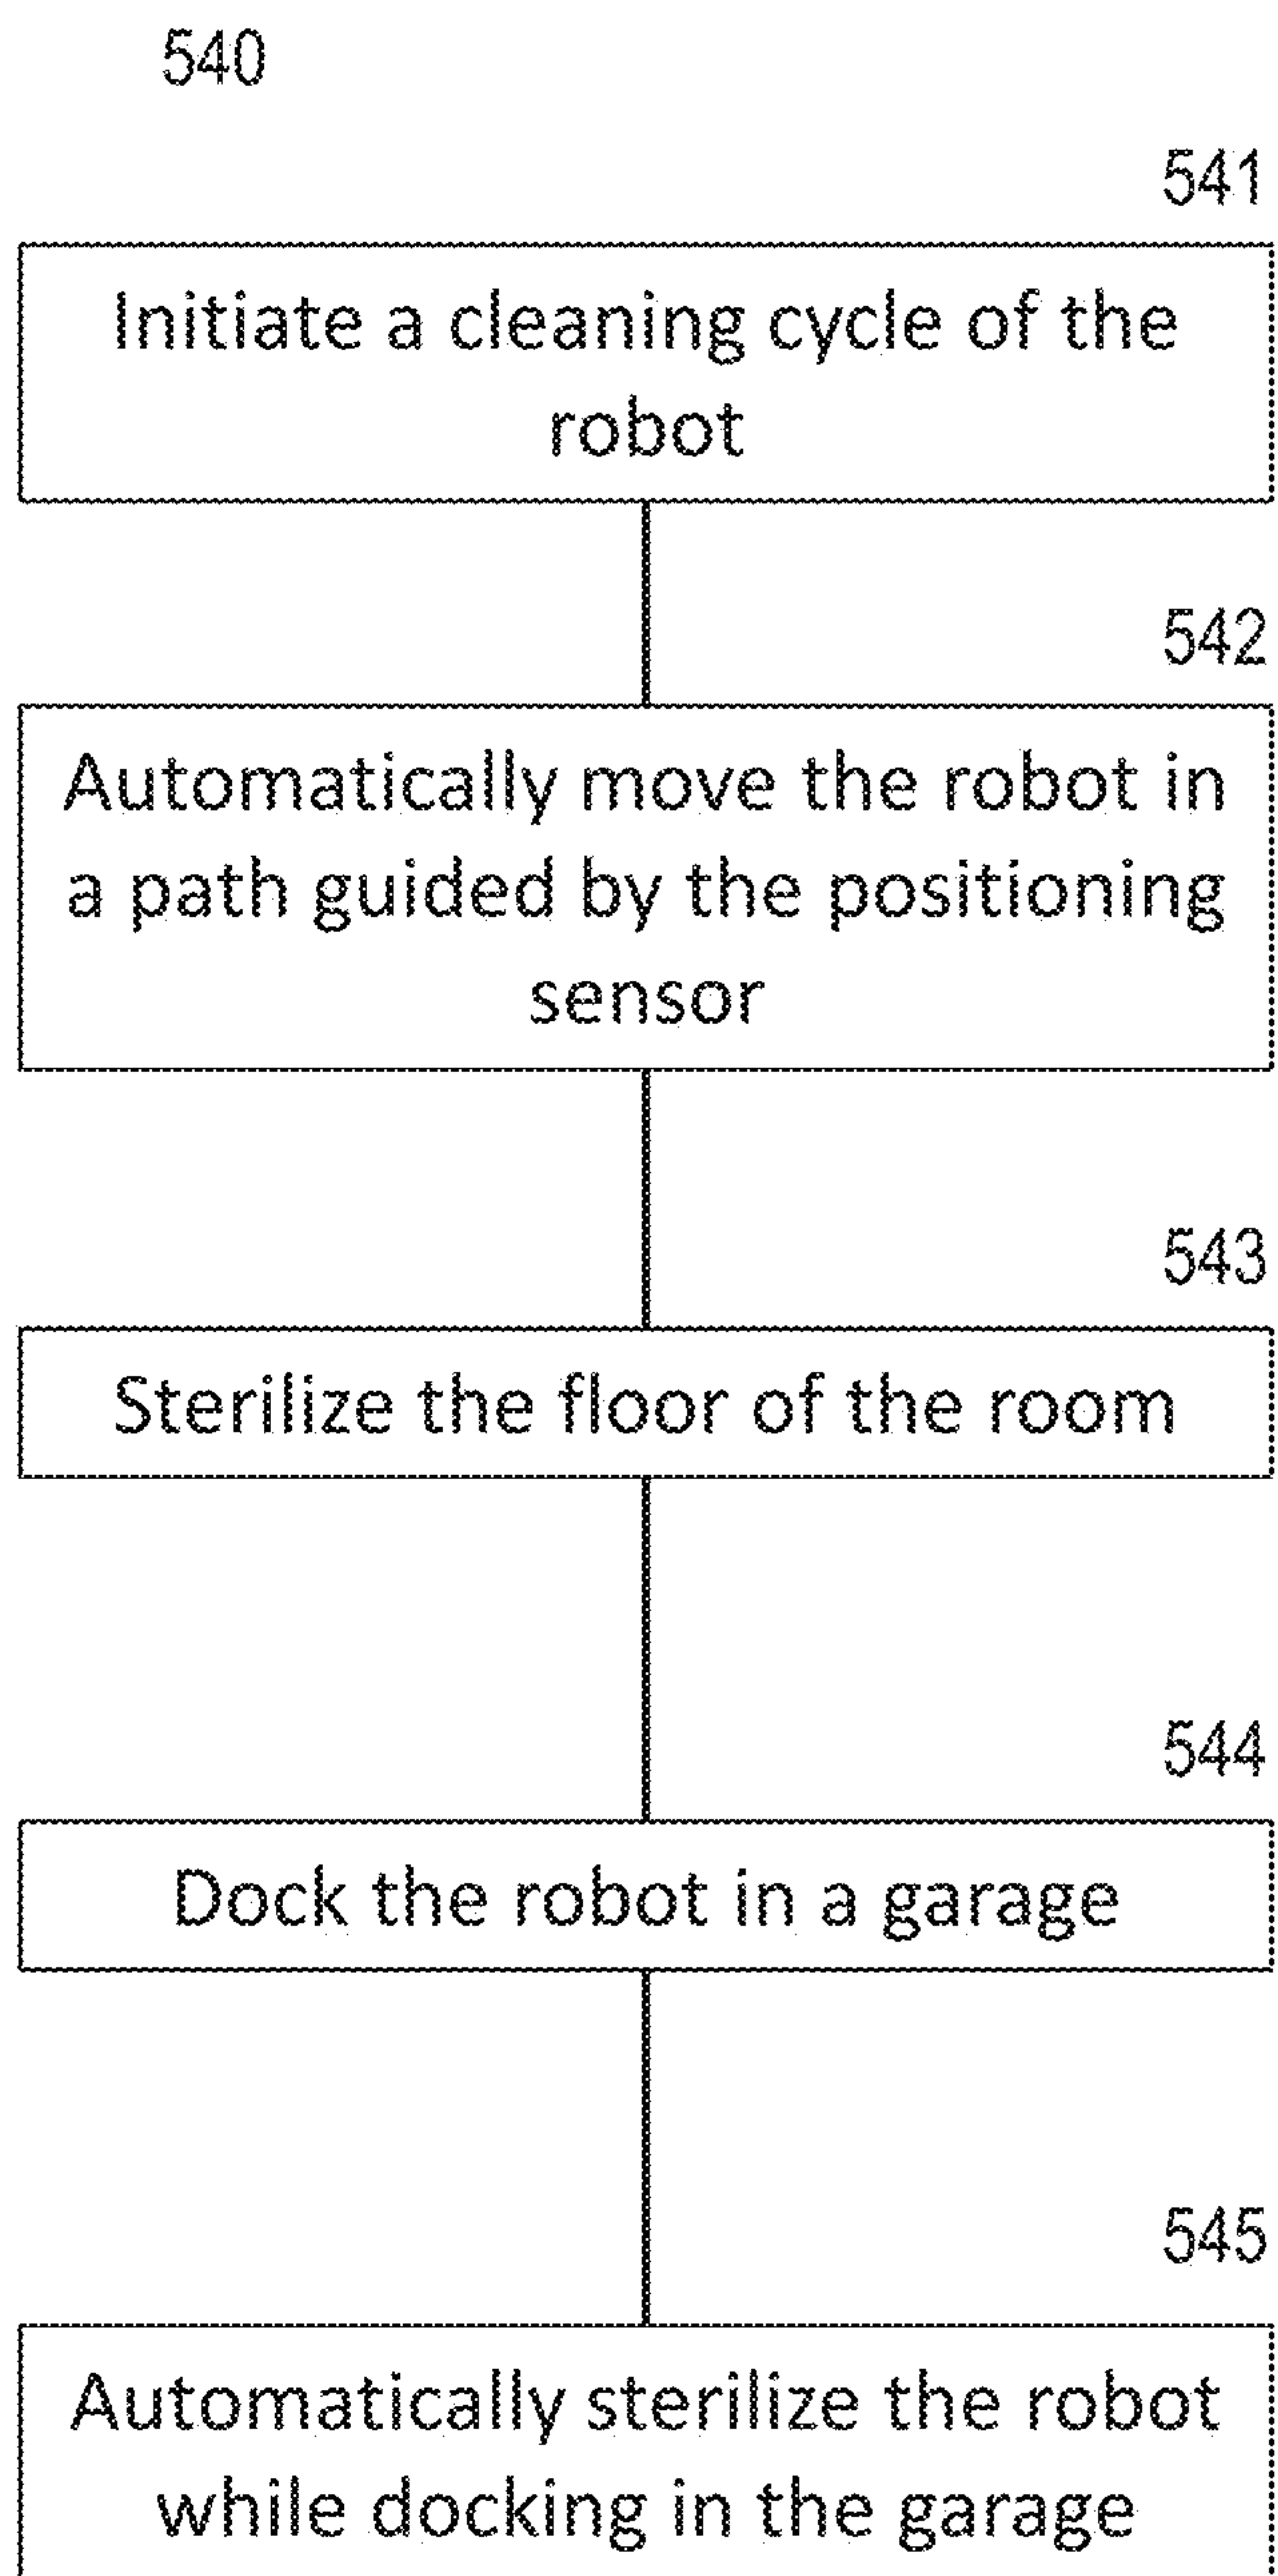 540
541
Initiate a cleaning cycle of the
robot
542
Automatically move the robot in
a path guided by the positioning
sensor
543
Sterilize the floor of the room
544
Dock the robot in a garage
545
Automatically sterilize the robot
while docking in the garage